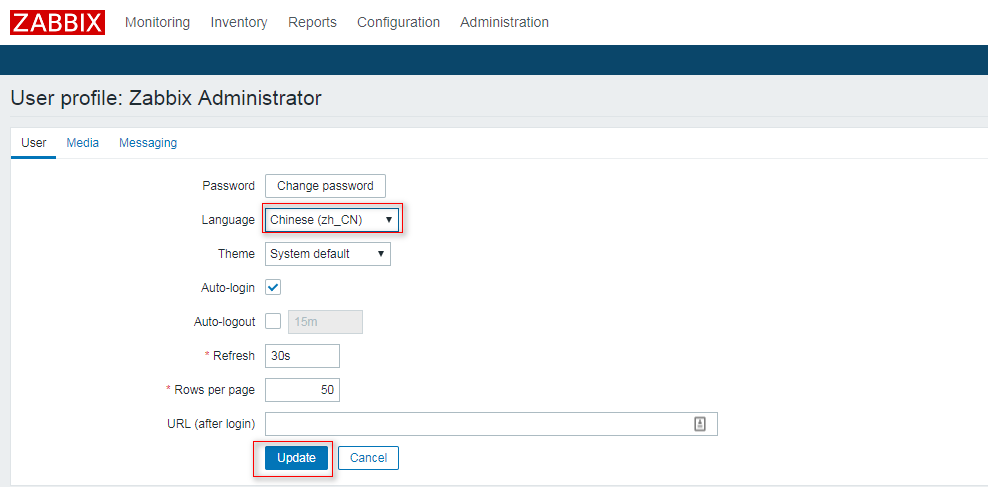 ZABBIX Monitoring Inventory Reports Configuration Administration
User profile: Zabbix Administrator
User Media Messaging
Password Change password
Language Chinese (zh_CN)
Theme System default
Auto-login
Auto-logout 15m
* Refresh 30s
* Rows per page 50
URL (after login)
Update Cancel